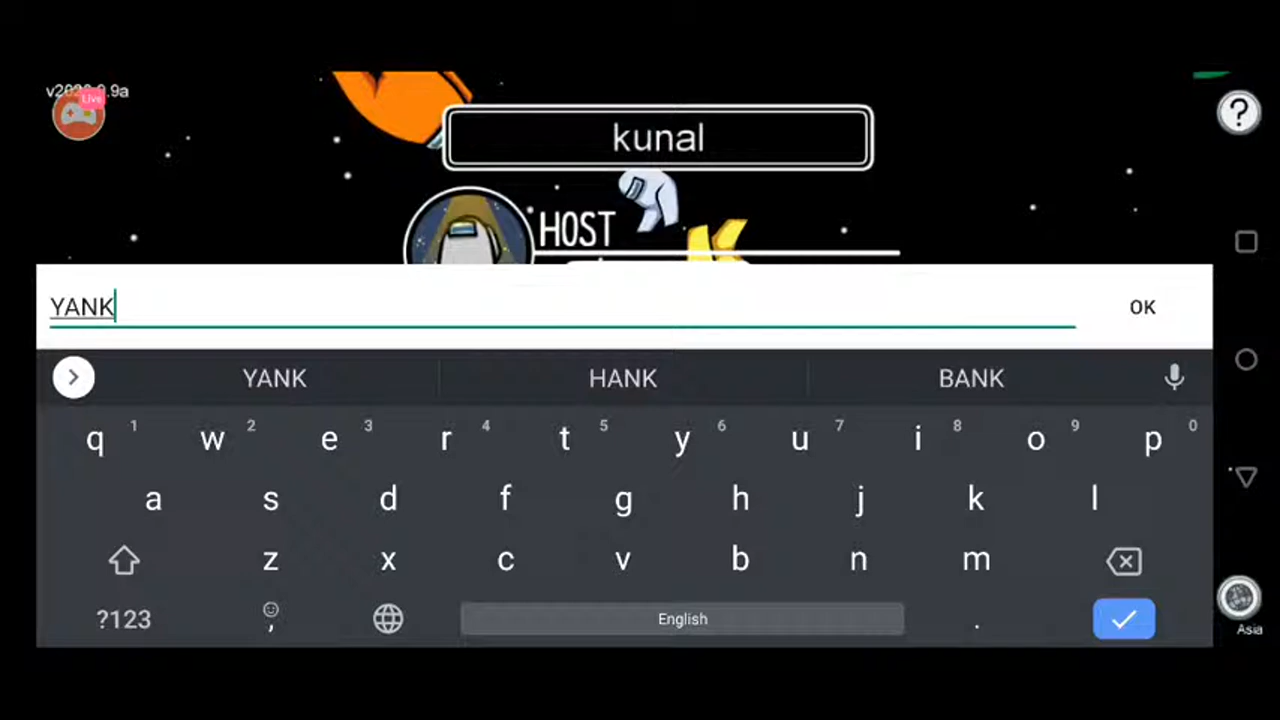 Live
kunal
HOST
YANK
OK
YANK HANK BANK
q 1 w 2 e 3 r 4 t 5 y 6 u 7 i 8 o 9 p 0
a s d f g h j k l
z x c v b n m
?123 , English .
Asia
?